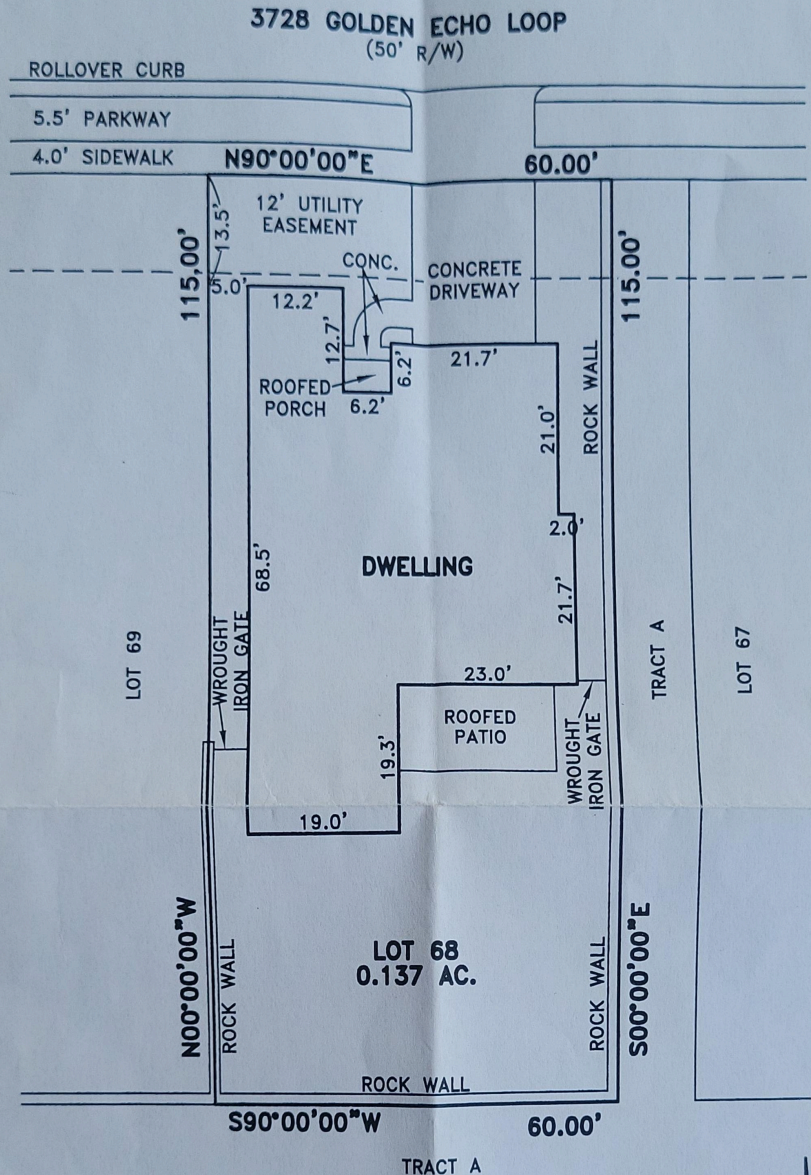 3728 GOLDEN ECHO LOOP
(50' R/W)
ROLLOVER CURB
5.5' PARKWAY
4.0' SIDEWALK
N90°00'00"E
60.00'
12' UTILITY
EASEMENT
13.5'
115.00'
CONC.
CONCRETE
DRIVEWAY
115.00'
5.0'
12.2'
12.7'
ROOFED
PORCH
6.2'
6.2'
21.7'
21.0'
ROCK WALL
2.0'
68.5'
DWELLING
21.7'
LOT 69
WROUGHT
IRON GATE
TRACT A
LOT 67
23.0'
ROOFED
PATIO
19.3'
WROUGHT
IRON GATE
19.0'
N00°00'00"W
ROCK WALL
LOT 68
0.137 AC.
ROCK WALL
S00°00'00"E
ROCK WALL
S90°00'00"W
60.00'
TRACT A